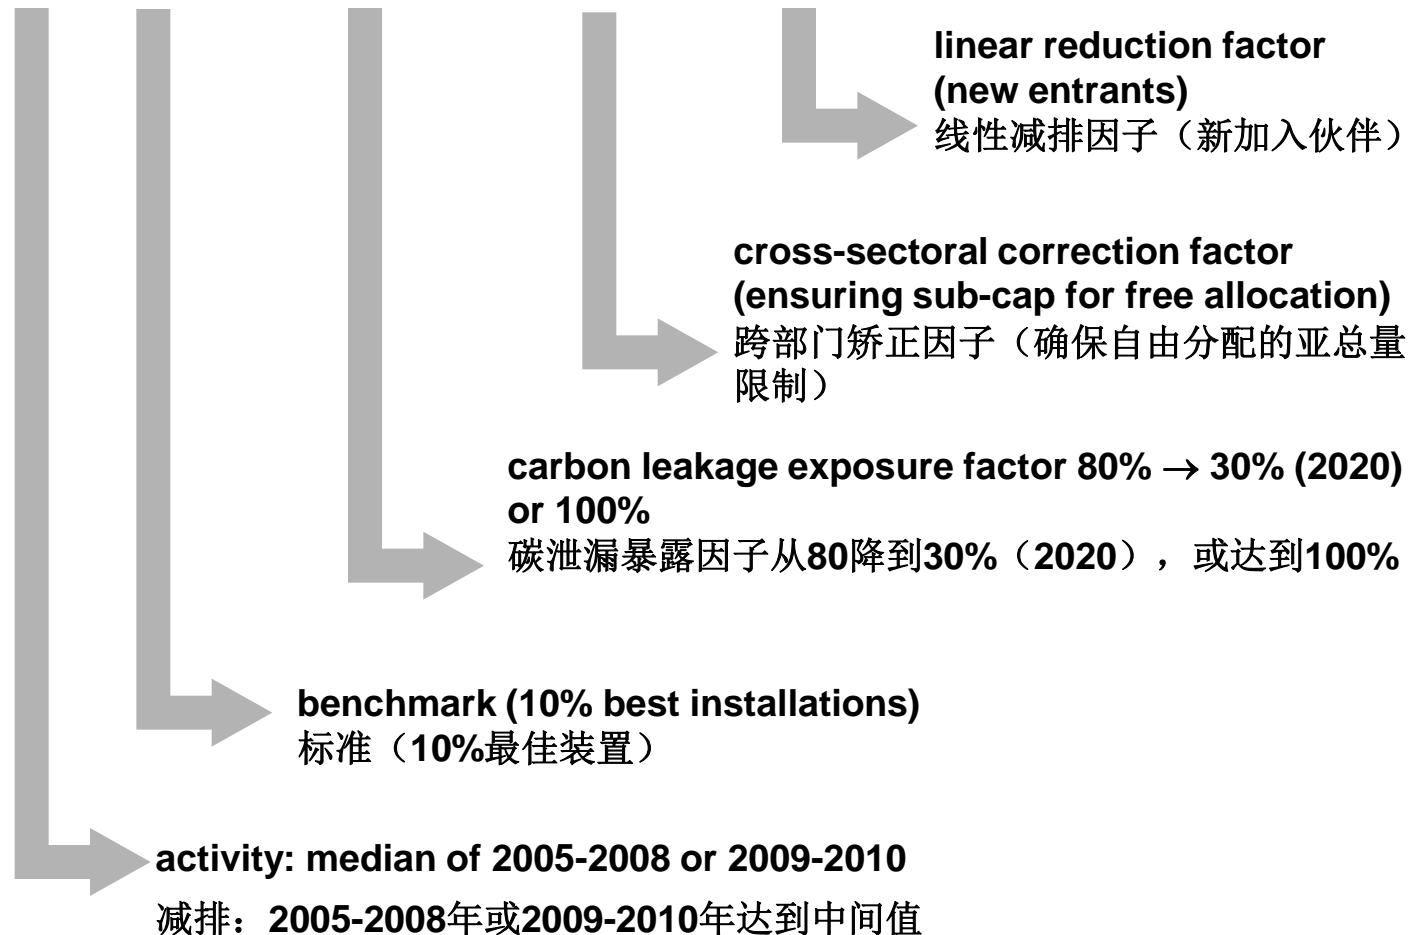 linear reduction factor
(new entrants)
线性减排因子（新加入伙伴）
cross-sectoral correction factor
(ensuring sub-cap for free allocation)
跨部门矫正因子（确保自由分配的亚总量
限制）
carbon leakage exposure factor 80% → 30% (2020)
or 100%
碳泄漏暴露因子从80降到30%（2020），或达到100%
benchmark (10% best installations)
标准（10%最佳装置）
activity: median of 2005-2008 or 2009-2010
减排：2005-2008年或2009-2010年达到中间值